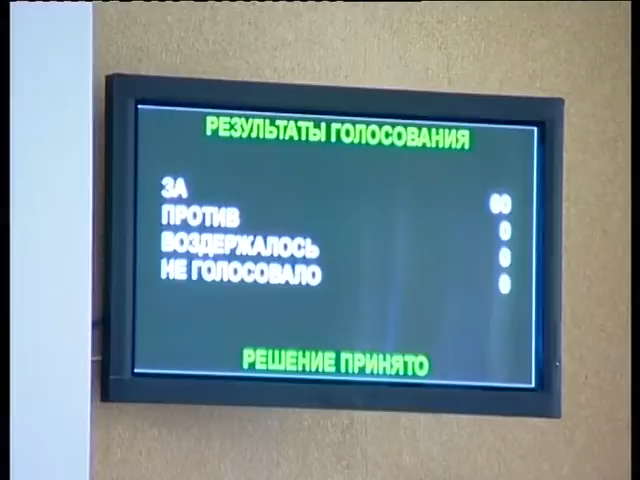 РЕЗУЛЬТАТЫ ГОЛОСОВАНИЯ
ЗА 60
ПРОТИВ 0
ВОЗДЕРЖАЛОСЬ 0
НЕ ГОЛОСОВАЛО 0
РЕШЕНИЕ ПРИНЯТО